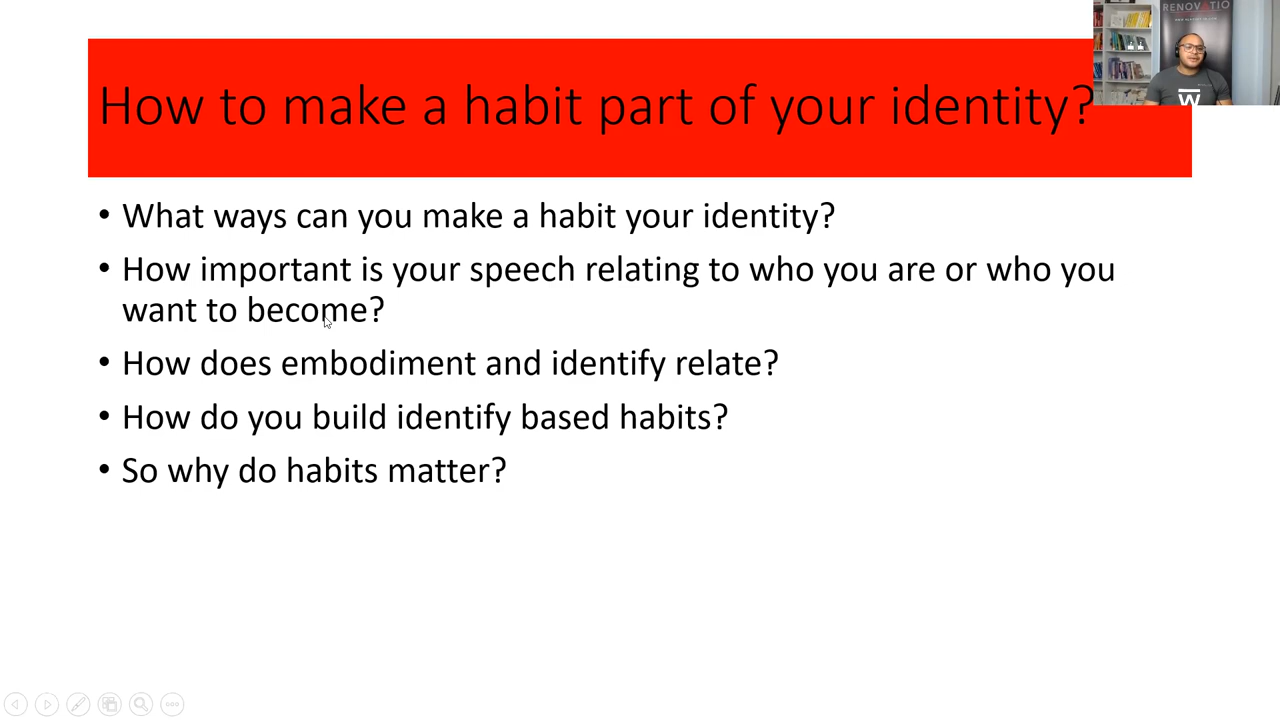 RENOVATIO
How to make a habit part of your identity?
W
• What ways can you make a habit your identity?
• How important is your speech relating to who you are or who you
want to become?
• How does embodiment and identify relate?
• How do you build identify based habits?
• So why do habits matter?